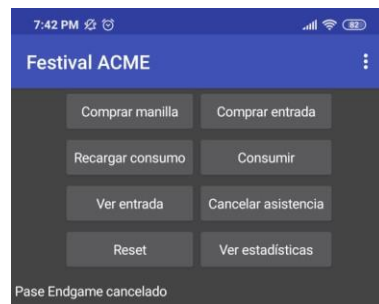 7:42 PM 82
Festival ACME
Comprar manilla Comprar entrada
Recargar consumo Consumir
Ver entrada Cancelar asistencia
Reset Ver estadísticas
Pase Endgame cancelado